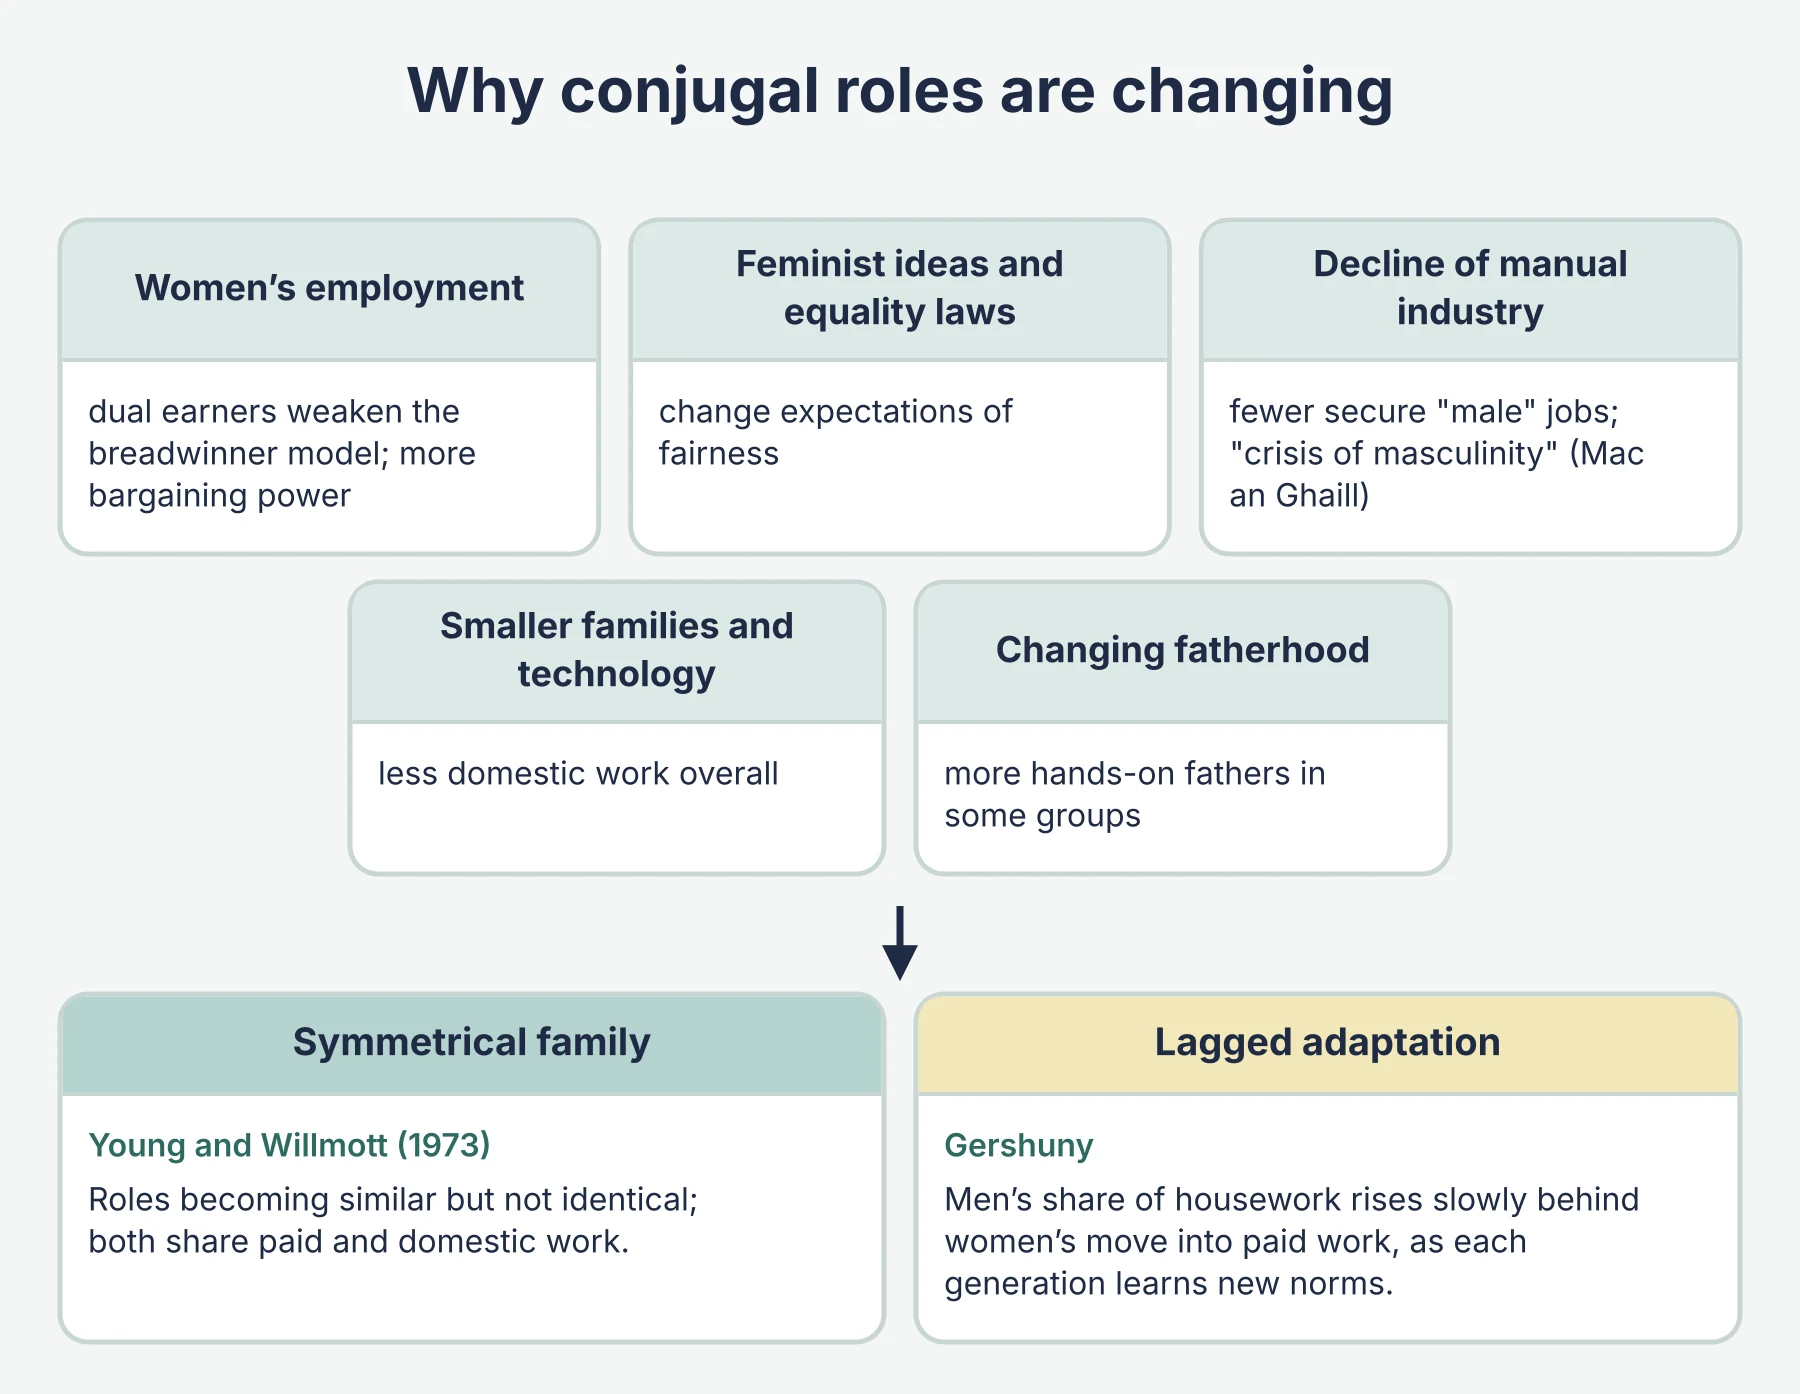 Why conjugal roles are changing
Women’s employment
dual earners weaken the
breadwinner model; more
bargaining power
Feminist ideas and
equality laws
change expectations of
fairness
Decline of manual
industry
fewer secure "male" jobs;
"crisis of masculinity" (Mac
an Ghaill)
Smaller families and
technology
less domestic work overall
Changing fatherhood
more hands-on fathers in
some groups
Symmetrical family
Young and Willmott (1973)
Roles becoming similar but not identical;
both share paid and domestic work.
Lagged adaptation
Gershuny
Men’s share of housework rises slowly behind
women’s move into paid work, as each
generation learns new norms.